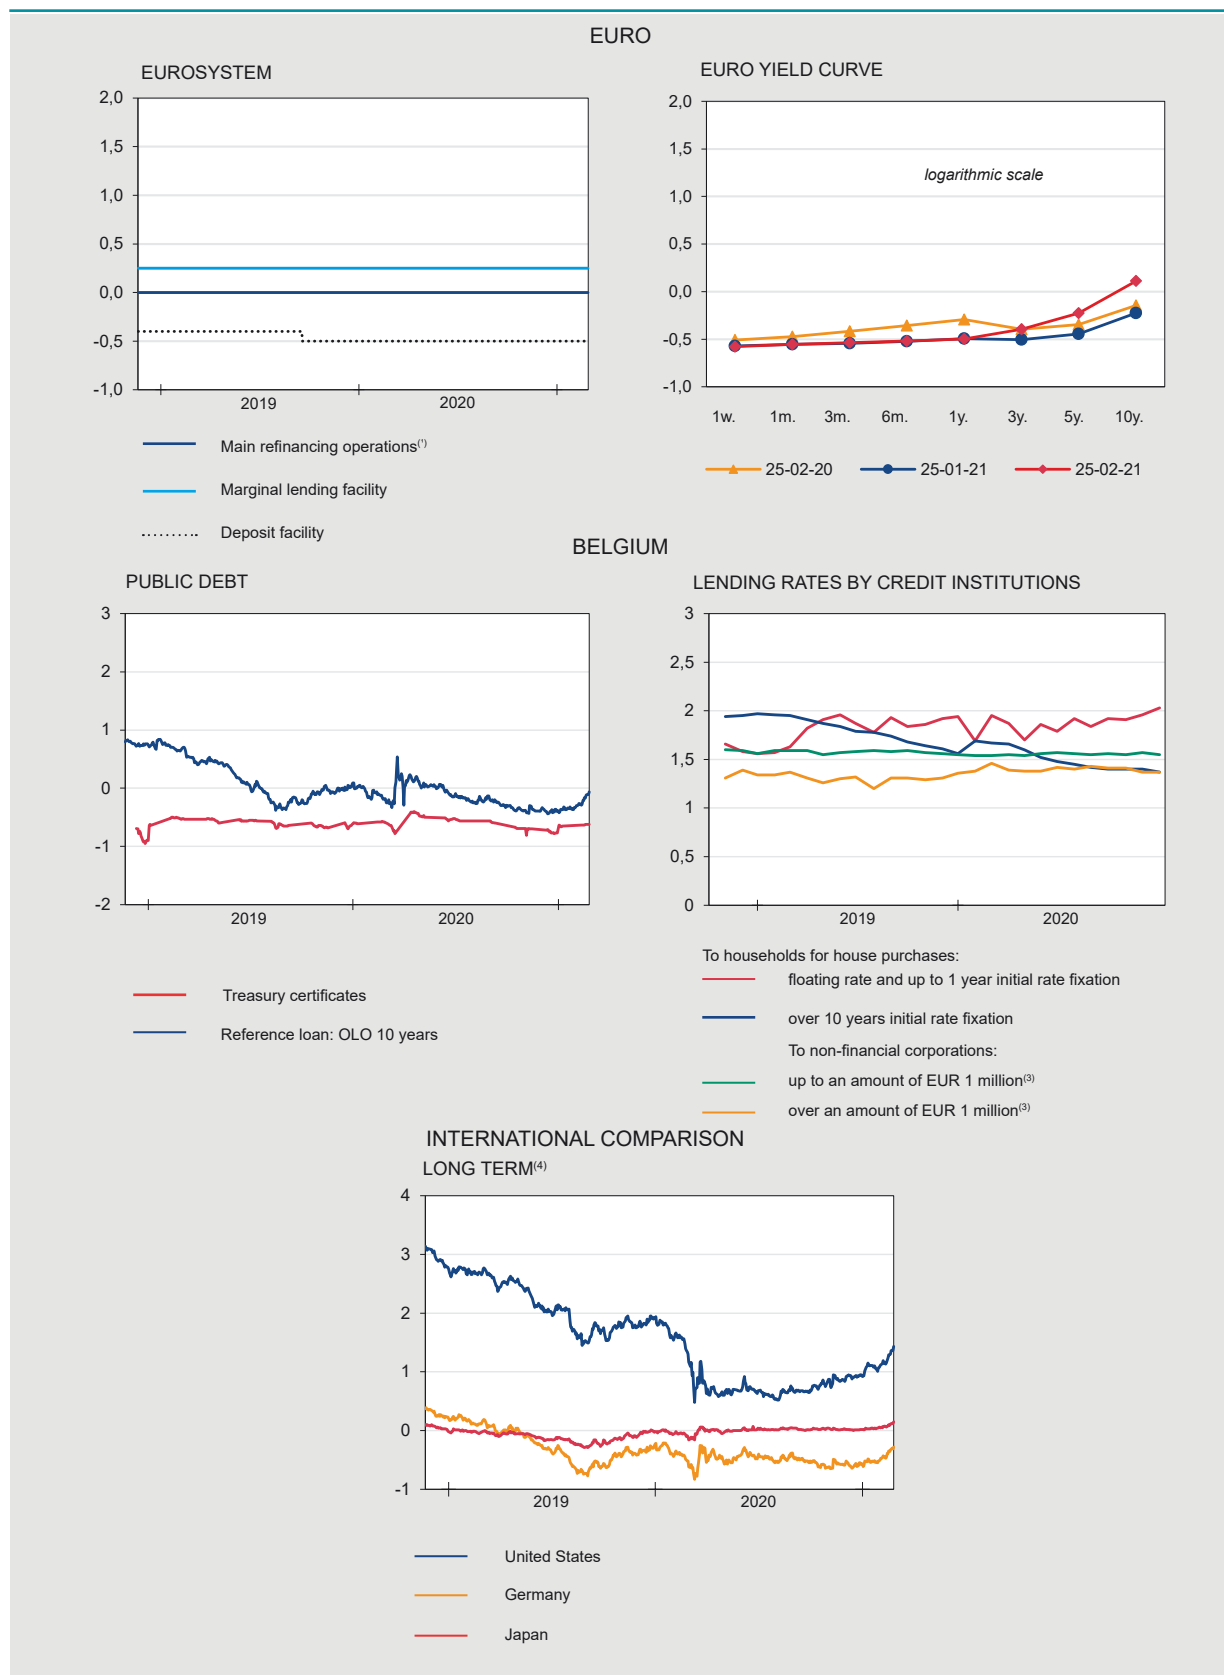 EURO
EUROSYSTEM
2,0
1,5
1,0
0,5
0,0
-0,5
-1,0
2019
2020
Main refinancing operations(¹)
Marginal lending facility
Deposit facility
EURO YIELD CURVE
2,0
1,5
1,0
0,5
0,0
-0,5
-1,0
logarithmic scale
1w.
1m.
3m.
6m.
1y.
3y.
5y.
10y.
25-02-20
25-01-21
25-02-21
BELGIUM
PUBLIC DEBT
3
2
1
0
-1
-2
2019
2020
Treasury certificates
Reference loan: OLO 10 years
LENDING RATES BY CREDIT INSTITUTIONS
3
2,5
2
1,5
1
0,5
0
2019
2020
To households for house purchases:
floating rate and up to 1 year initial rate fixation
over 10 years initial rate fixation
To non-financial corporations:
up to an amount of EUR 1 million(3)
over an amount of EUR 1 million(3)
INTERNATIONAL COMPARISON
LONG TERM(4)
4
3
2
1
0
-1
2019
2020
United States
Germany
Japan